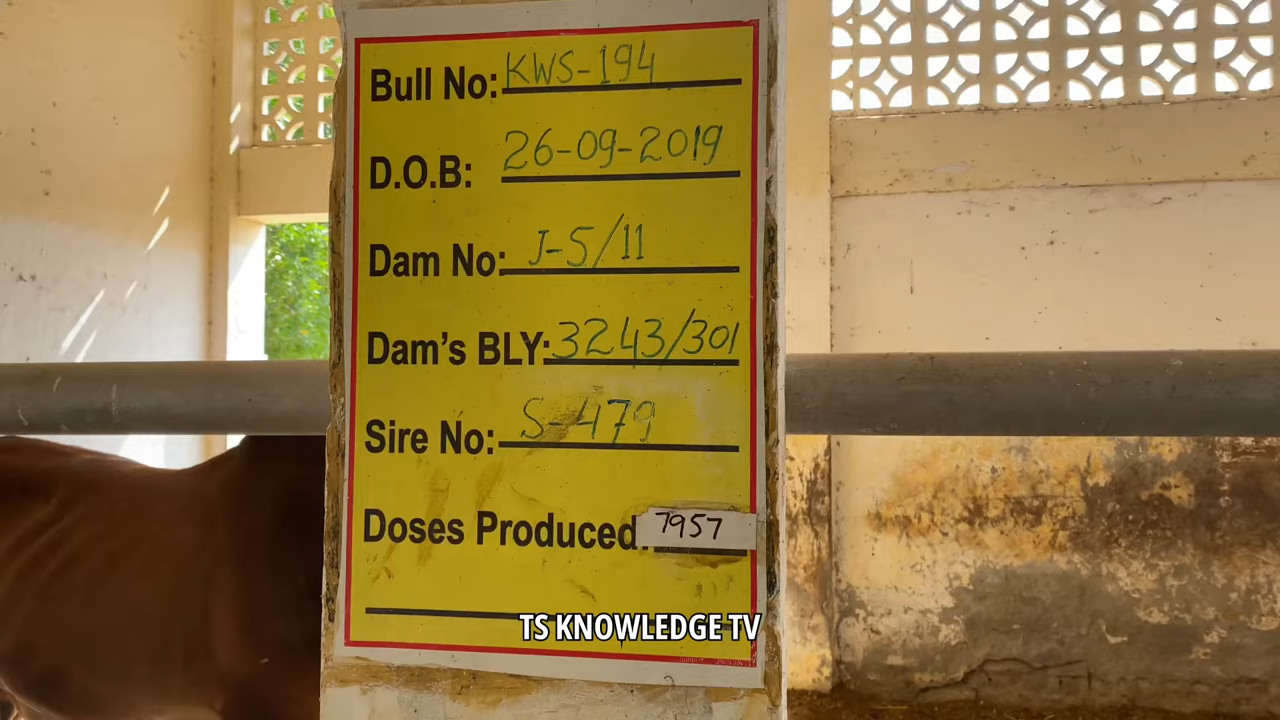 Bull No: KWS-194
D.O.B: 26-09-2019
Dam No: J-5/11
Dam's BLY: 3243/301
Sire No: S-479
Doses Produced: 7957
TS KNOWLEDGE TV